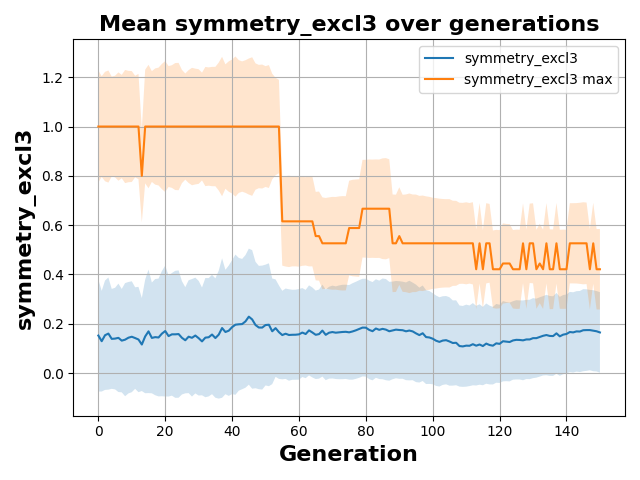 Mean symmetry_excl3 over generations
symmetry_excl3
symmetry_excl3 max
symmetry_excl3
1.2
1.0
0.8
0.6
0.4
0.2
0.0
0 20 40 60 80 100 120 140
Generation